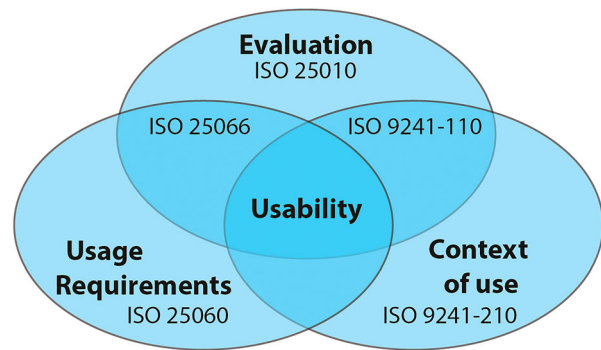 Evaluation
ISO 25010
ISO 25066
ISO 9241-110
Usability
Usage
Requirements
ISO 25060
Context
of use
ISO 9241-210